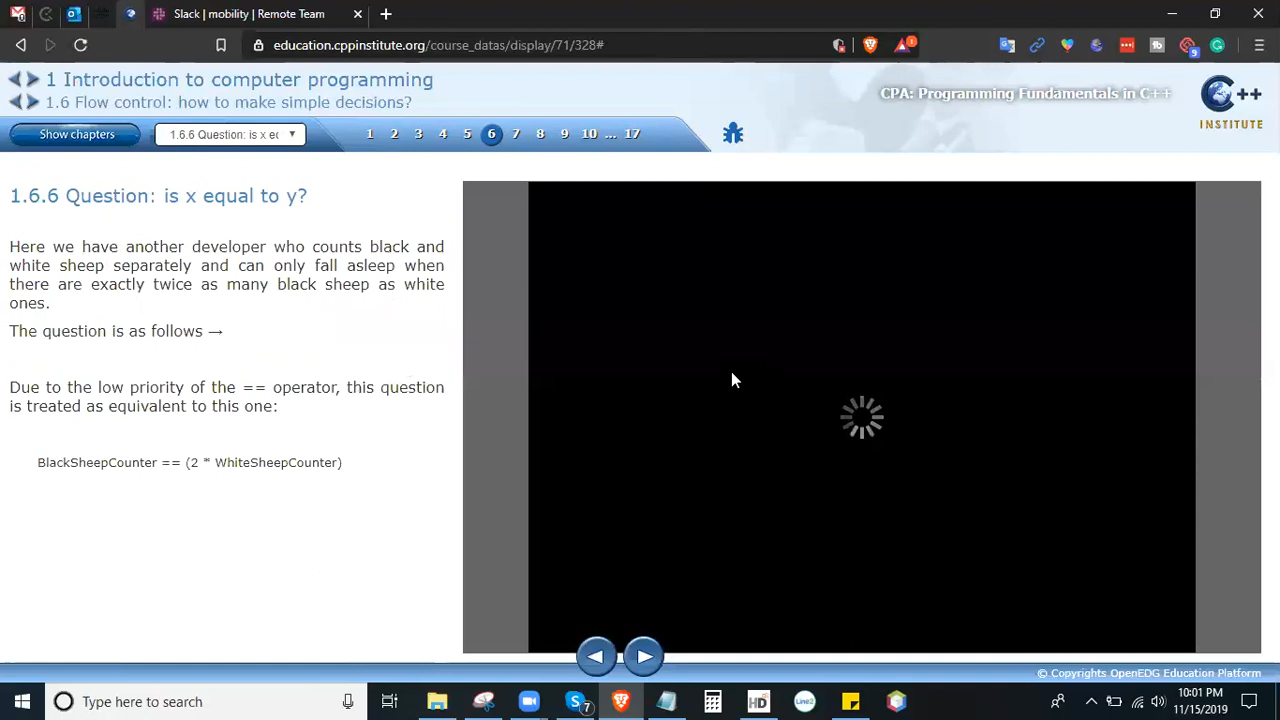 Slack | mobility | Remote Team
education.cppinstitute.org/course_datas/display/71/328#
9
1 Introduction to computer programming
1.6 Flow control: how to make simple decisions?
CPA: Programming Fundamentals in C++
++
INSTITUTE
Show chapters
1.6.6 Question: is x eq
1 2 3 4 5 6 7 8 9 10 ... 17
1.6.6 Question: is x equal to y?
Here we have another developer who counts black and
white sheep separately and can only fall asleep when
there are exactly twice as many black sheep as white
ones.
The question is as follows →
Due to the low priority of the == operator, this question
is treated as equivalent to this one:
BlackSheepCounter == (2 * WhiteSheepCounter)
© Copyrights OpenEDG Education Platform
Type here to search
7
HD
Line2
10:01 PM
11/15/2019